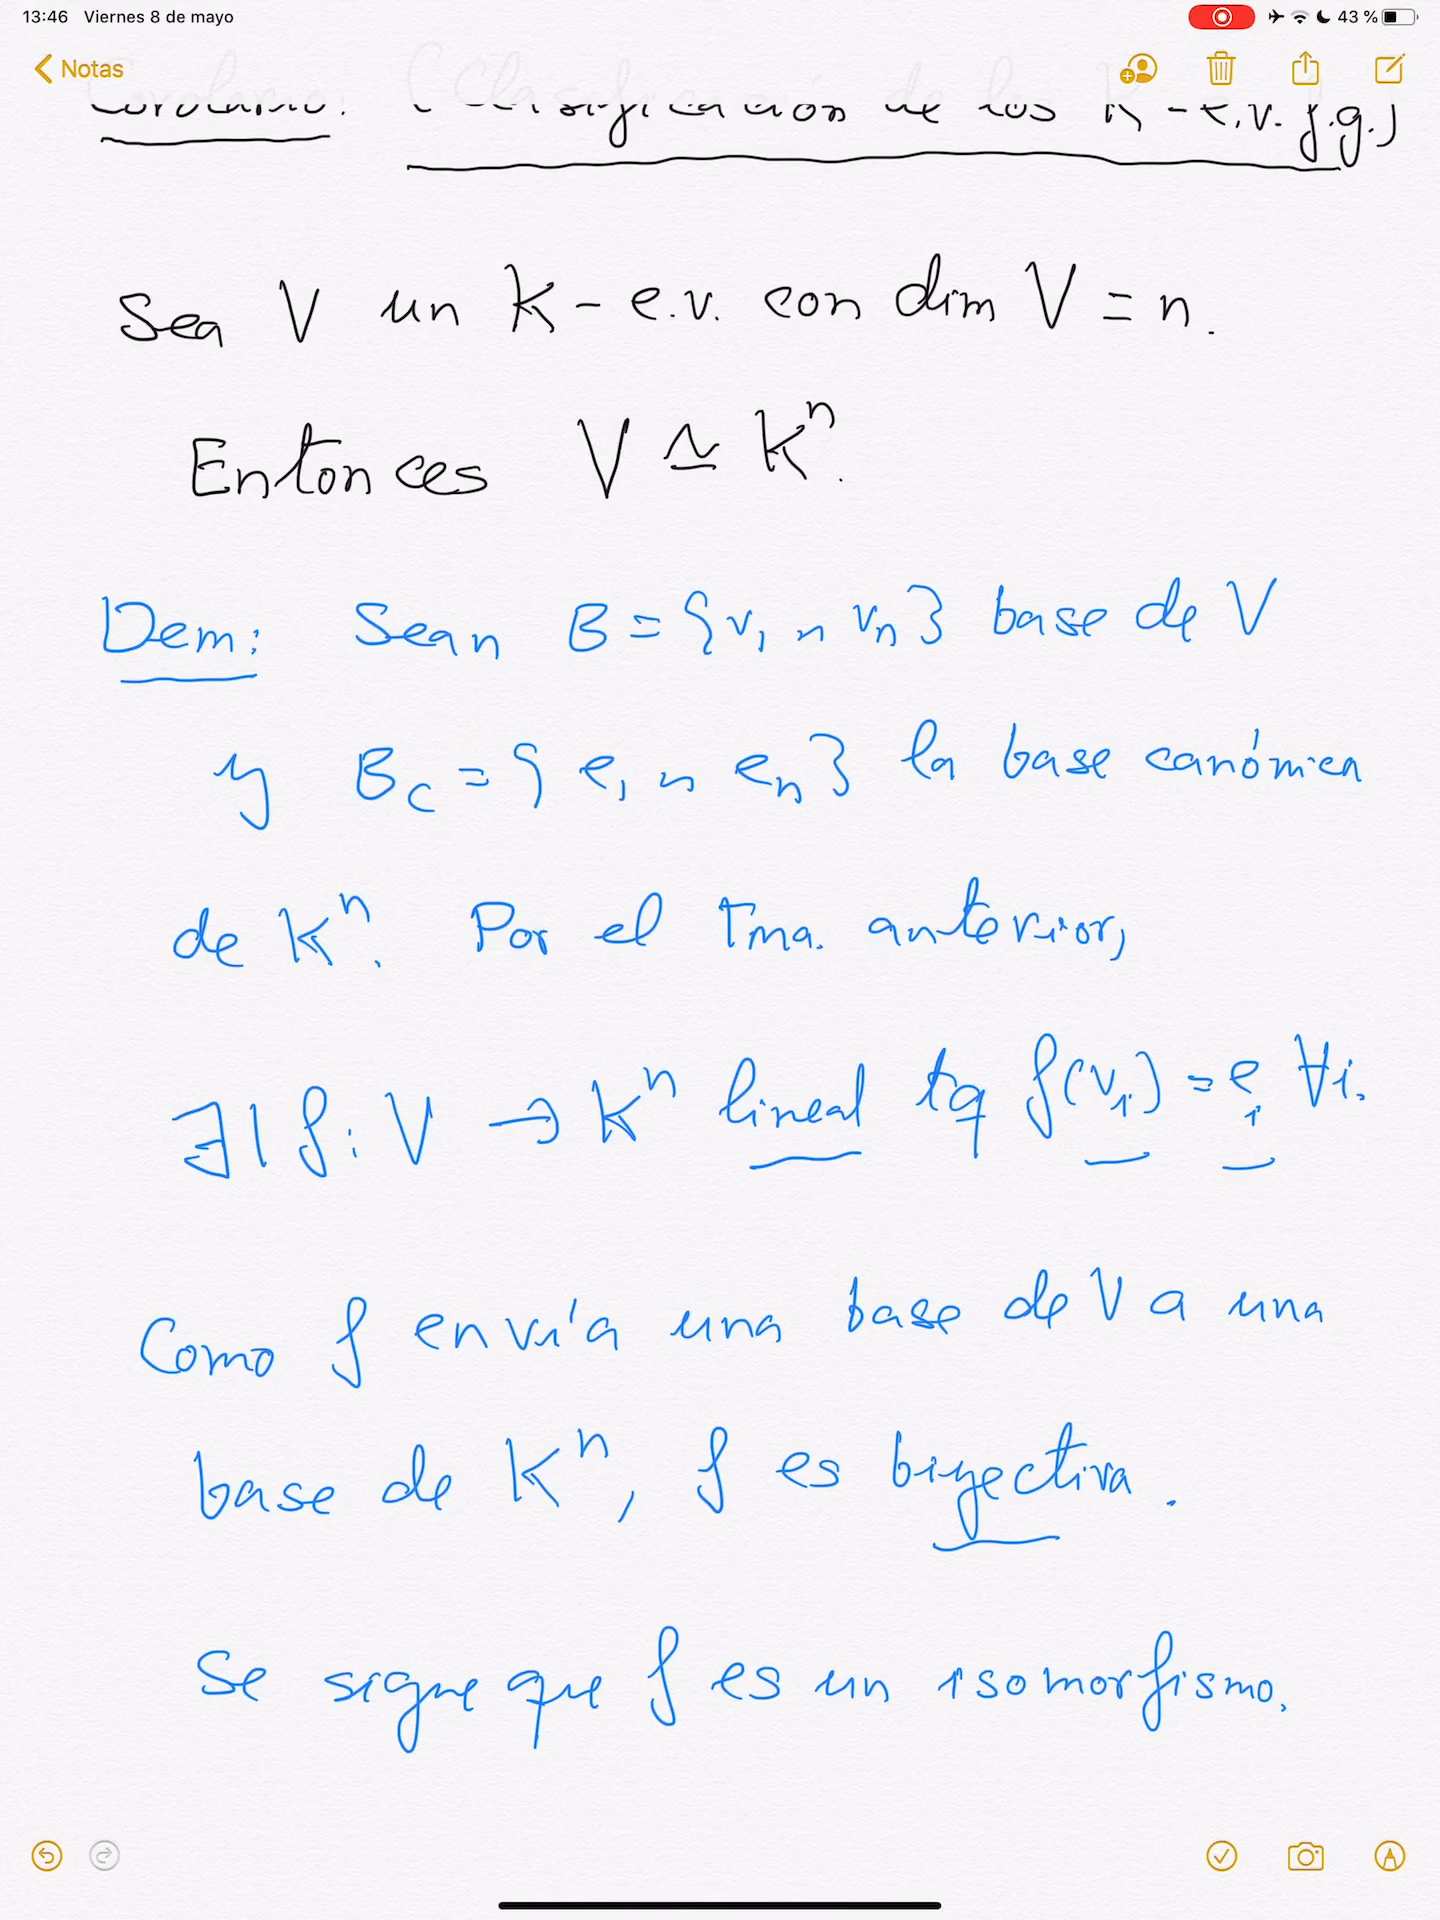 13:46 Viernes 8 de mayo 43 %
Notas
Corolario: (Clasificación de los K-e.v. f.g.)
Sea V un K-e.v. con dim V = n.
Entonces V ≃ Kⁿ.
Dem: Sean B = {v₁ ~ vₙ} base de V
y B_C = {e₁ ~ eₙ} la base canónica
de Kⁿ. Por el Tma. anterior,
∃| f: V → Kⁿ lineal tq f(vᵢ) = eᵢ ∀i.
Como f envía una base de V a una
base de Kⁿ, f es biyectiva.
Se sigue que f es un isomorfismo.